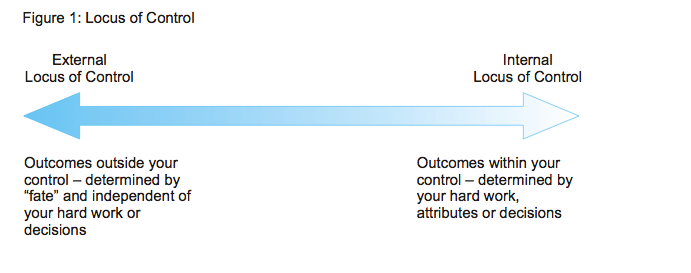 Figure 1: Locus of Control
External
Locus of Control
Internal
Locus of Control
Outcomes outside your
control – determined by
“fate” and independent of
your hard work or
decisions
Outcomes within your
control – determined by
your hard work,
attributes or decisions